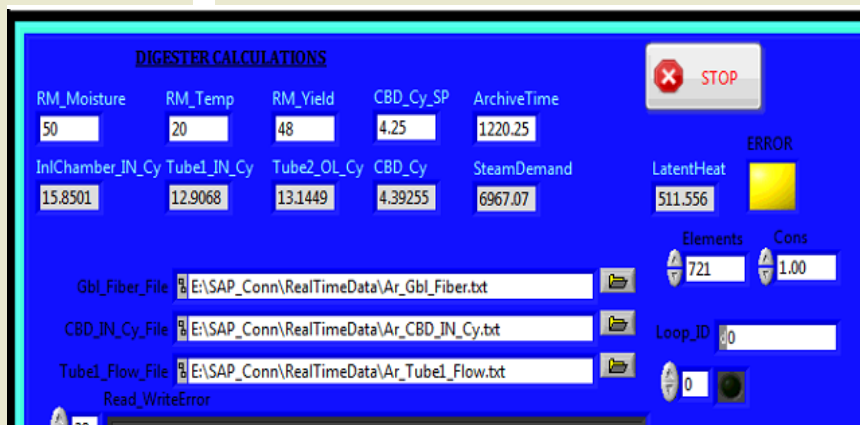 DIGESTER CALCULATIONS
STOP
RM_Moisture RM_Temp RM_Yield CBD_Cy_SP ArchiveTime
50 20 48 4.25 1220.25
ERROR
InlChamber_IN_Cy Tube1_IN_Cy Tube2_OL_Cy CBD_Cy SteamDemand LatentHeat
15.8501 12.9068 13.1449 4.39255 6967.07 511.556
Elements Cons
721 1.00
Gbl_Fiber_File E:\SAP_Conn\RealTimeData\Ar_Gbl_Fiber.txt
CBD_IN_Cy_File E:\SAP_Conn\RealTimeData\Ar_CBD_IN_Cy.txt
Loop_ID 0
Tube1_Flow_File E:\SAP_Conn\RealTimeData\Ar_Tube1_Flow.txt
0
Read_WriteError